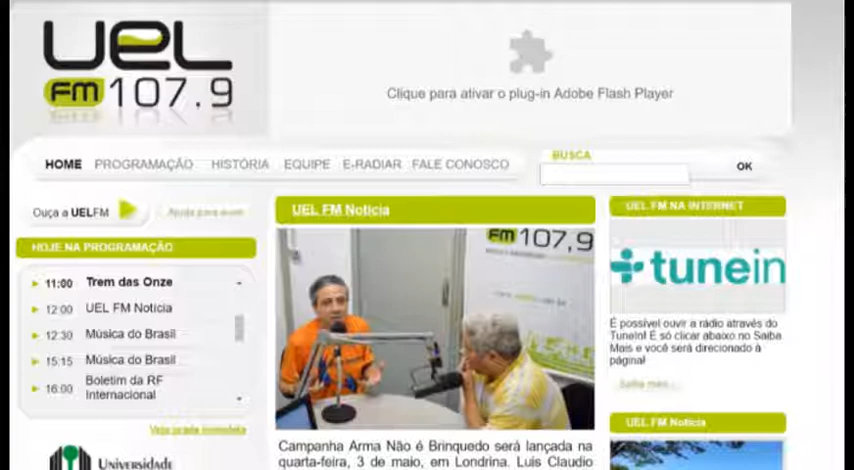 UEL
FM 107.9
Clique para ativar o plug-in Adobe Flash Player
HOME PROGRAMAÇÃO HISTÓRIA EQUIPE E-RADIAR FALE CONOSCO
BUSCA
OK
Ouça a UELFM
Ajuda para ouvir
HOJE NA PROGRAMAÇÃO
11:00 Trem das Onze
12:00 UEL FM Notícia
12:30 Música do Brasil
15:15 Música do Brasil
16:00 Boletim da RF
Internacional
Veja grade completa
UNIVERSIDADE
UEL FM Notícia
FM 107,9
Campanha Arma Não é Brinquedo será lançada na
quarta-feira, 3 de maio, em Londrina. Luis Claudio
UEL FM NA INTERNET
tunein
É possível ouvir a rádio através do
TuneIn! É só clicar abaixo no Saiba
Mais e você será direcionado à
página!
Saiba mais...
UEL FM Notícia